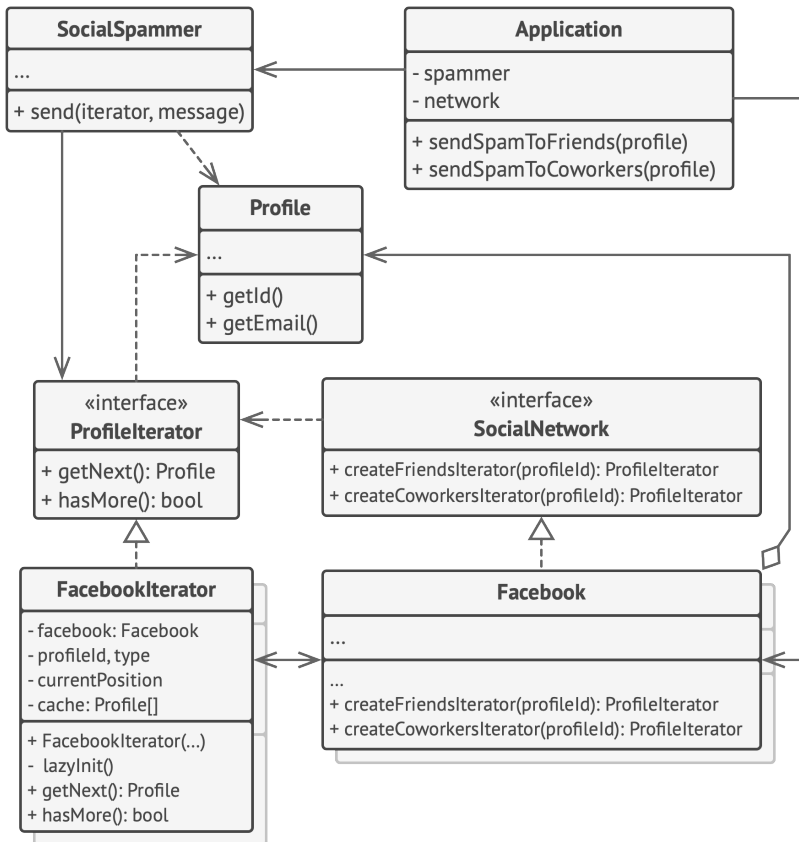 SocialSpammer
...
+ send(iterator, message)
Application
- spammer
- network
+ sendSpamToFriends(profile)
+ sendSpamToCoworkers(profile)
Profile
...
+ getId()
+ getEmail()
«interface»
ProfileIterator
+ getNext(): Profile
+ hasMore(): bool
«interface»
SocialNetwork
+ createFriendsIterator(profileId): ProfileIterator
+ createCoworkersIterator(profileId): ProfileIterator
FacebookIterator
- facebook: Facebook
- profileId, type
- currentPosition
- cache: Profile[]
+ FacebookIterator(...)
- lazyInit()
+ getNext(): Profile
+ hasMore(): bool
Facebook
...
...
+ createFriendsIterator(profileId): ProfileIterator
+ createCoworkersIterator(profileId): ProfileIterator